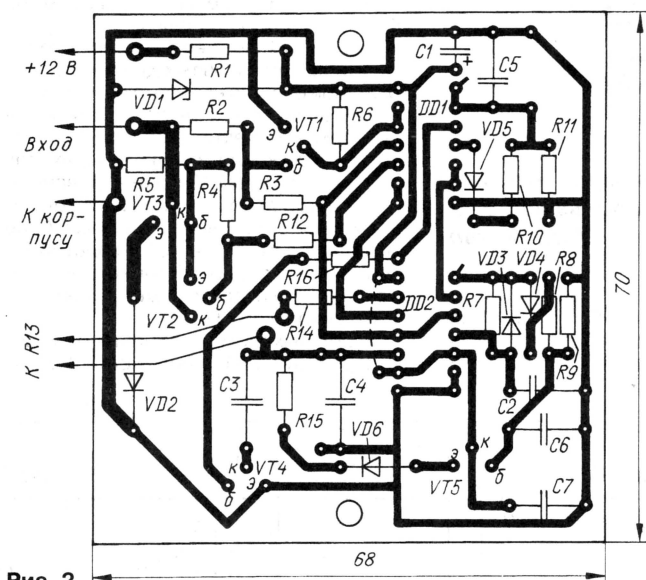 +12 В
R1
C1
+
C5
VD1
R2
VT1
R6
DD1
Вход
э
к
VD5
R11
R5
R4
R3
б
VT3
к
б
R12
К кор-
пусу
э
R10
R16
VD3
VD4
R8
э
б
DD2
R7
70
VT2
к
R14
К R13
R9
C3
C4
C2
R15
VD2
VD6
C6
к
VT4
э
к
б
б
э
VT5
C7
68
Рис. 2